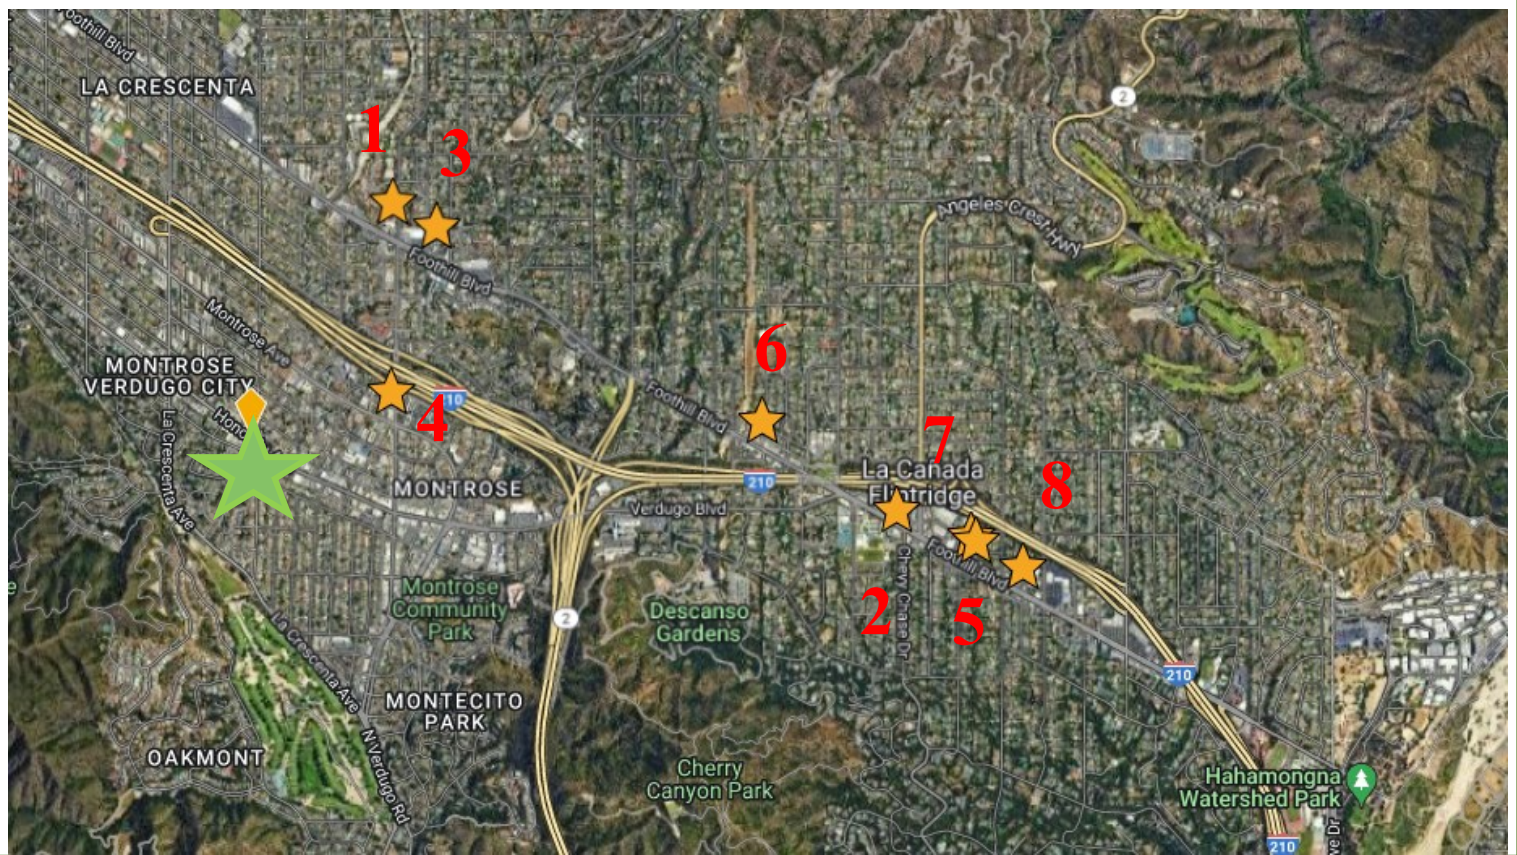 Foothill Blvd
LA CRESCENTA
2
1
3
Angeles Crest Hwy
Foothill Blvd
Montrose Ave
6
MONTROSE
VERDUGO CITY
210
4
Foothill Blvd
7
La Cañada
Flintridge
8
210
La Crescenta Ave
MONTROSE
Verdugo Blvd
Foothill Blvd
Chevy Chase Dr
Montrose
Community
Park
Descanso
Gardens
2
2
5
La Crescenta Ave
210
MONTECITO
PARK
OAKMONT
N Verdugo Rd
Cherry
Canyon Park
Hahamongna
Watershed Park
210